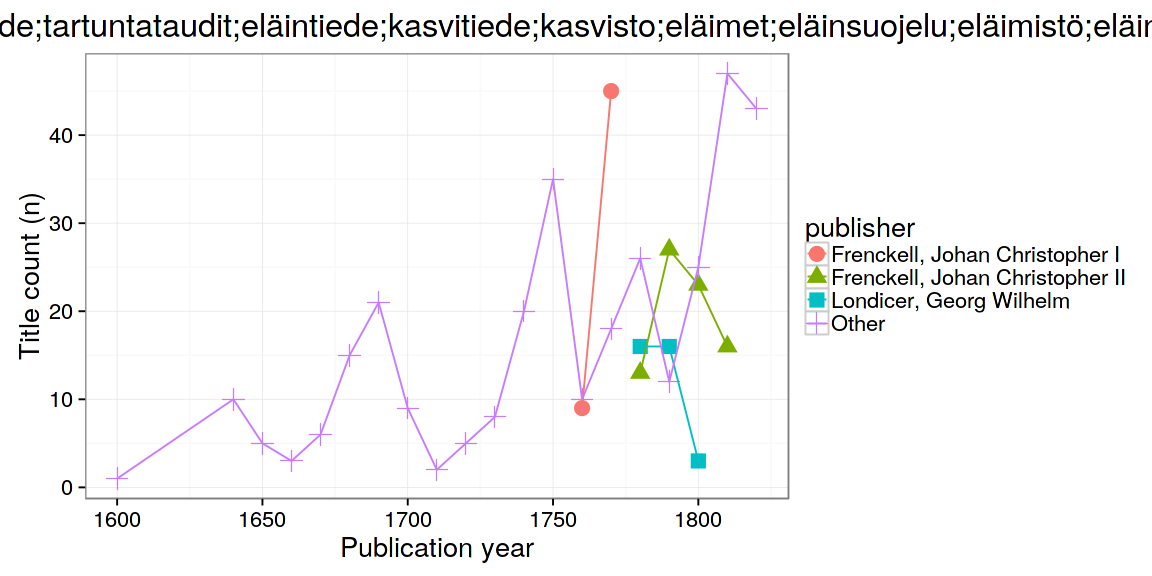 de;tartuntataudit;eläintiede;kasvitiede;kasvisto;eläimet;eläinsuojelu;eläimistö;eläin
Title count (n)
40
30
20
10
0
1600 1650 1700 1750 1800
Publication year
publisher
Frenckell, Johan Christopher I
Frenckell, Johan Christopher II
Londicer, Georg Wilhelm
Other